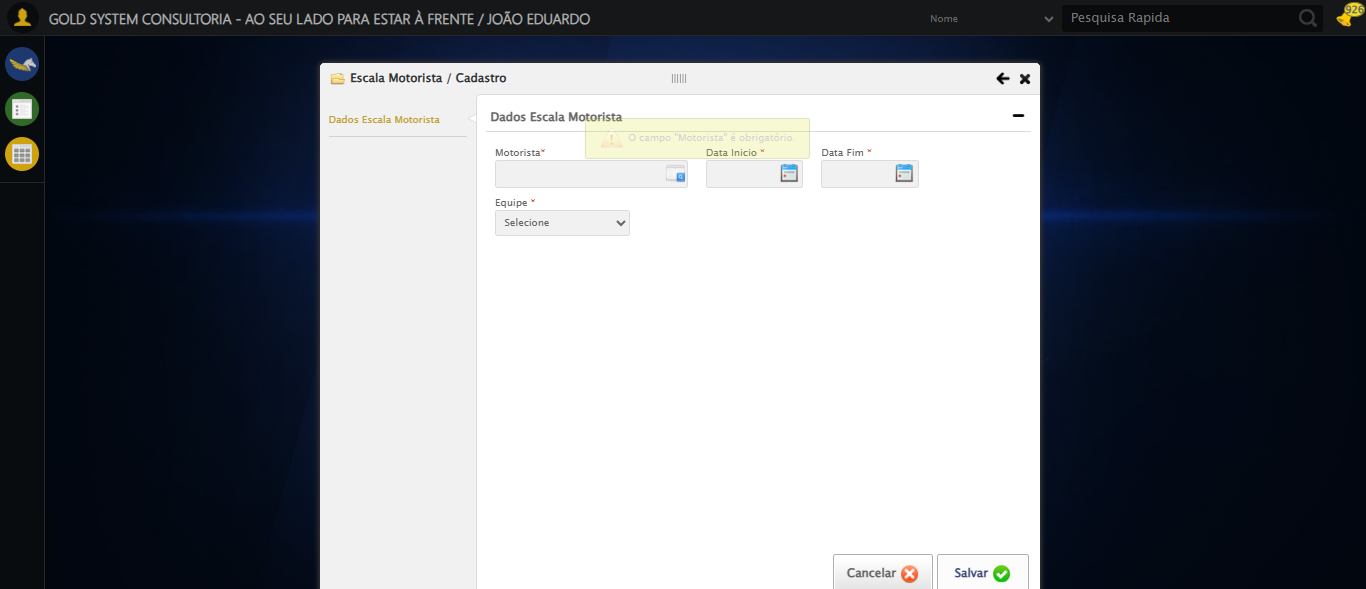 GOLD SYSTEM CONSULTORIA - AO SEU LADO PARA ESTAR À FRENTE / JOÃO EDUARDO
Nome
Pesquisa Rapida
926
Escala Motorista / Cadastro
Dados Escala Motorista
Dados Escala Motorista
O campo "Motorista" é obrigatório.
Motorista*
Data Inicio *
Data Fim *
Equipe *
Selecione
Cancelar
Salvar